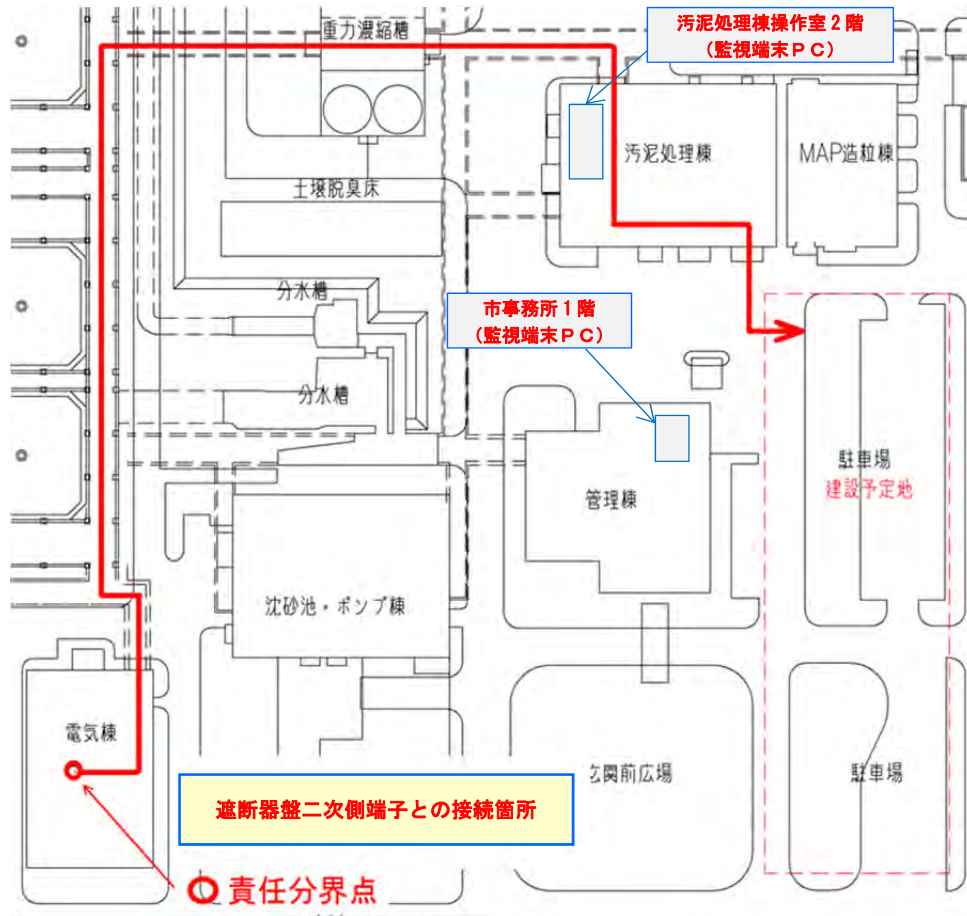 重力濃縮槽
汚泥処理棟操作室2階
(監視端末PC)
汚泥処理棟
MAP造粒棟
土壌脱臭床
分水槽
市事務所1階
(監視端末PC)
分水槽
駐車場
建設予定地
管理棟
沈砂池・ポンプ棟
電気棟
遮断器盤二次側端子との接続箇所
関前広場
駐車場
責任分界点